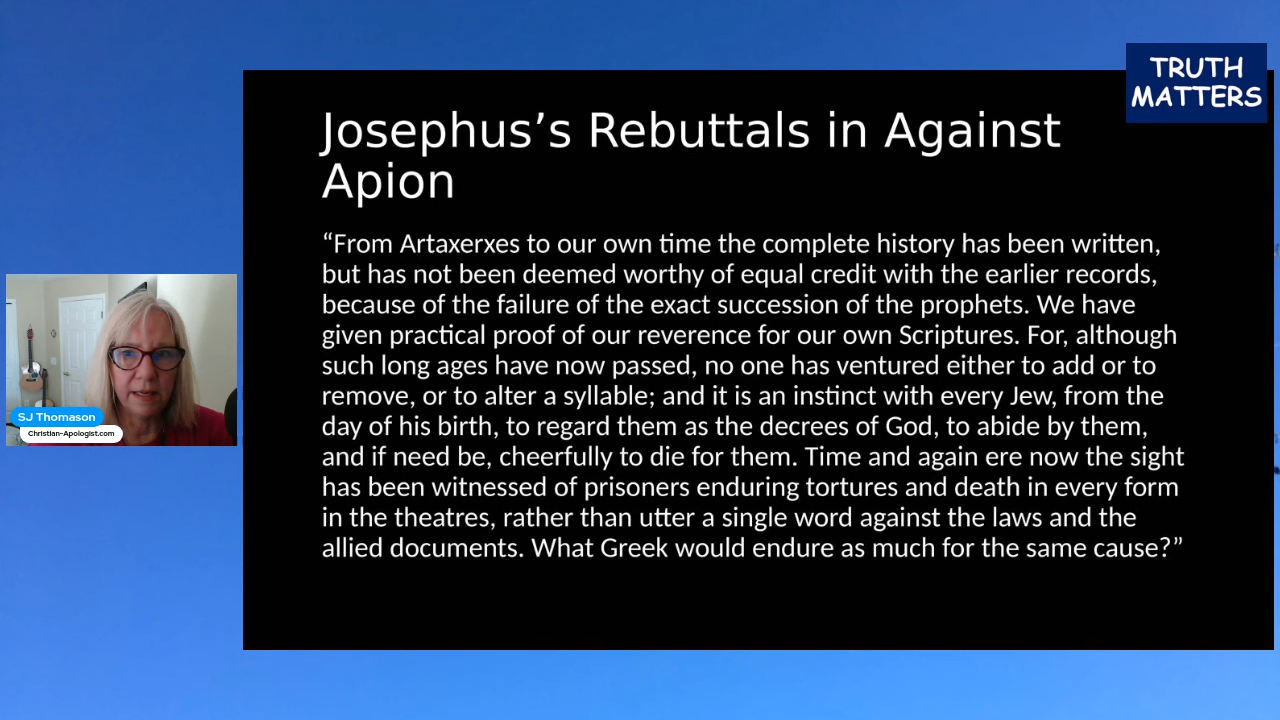 TRUTH
MATTERS
Josephus’s Rebuttals in Against
Apion
“From Artaxerxes to our own time the complete history has been written,
but has not been deemed worthy of equal credit with the earlier records,
because of the failure of the exact succession of the prophets. We have
given practical proof of our reverence for our own Scriptures. For, although
such long ages have now passed, no one has ventured either to add or to
remove, or to alter a syllable; and it is an instinct with every Jew, from the
day of his birth, to regard them as the decrees of God, to abide by them,
and if need be, cheerfully to die for them. Time and again ere now the sight
has been witnessed of prisoners enduring tortures and death in every form
in the theatres, rather than utter a single word against the laws and the
allied documents. What Greek would endure as much for the same cause?”
SJ Thomason
Christian-Apologist.com